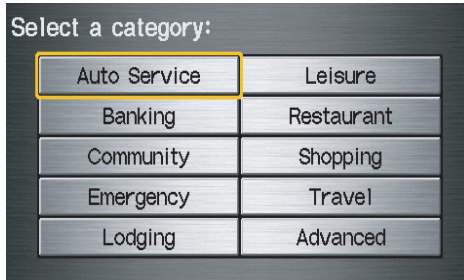 Select a category:
Auto Service Leisure
Banking Restaurant
Community Shopping
Emergency Travel
Lodging Advanced